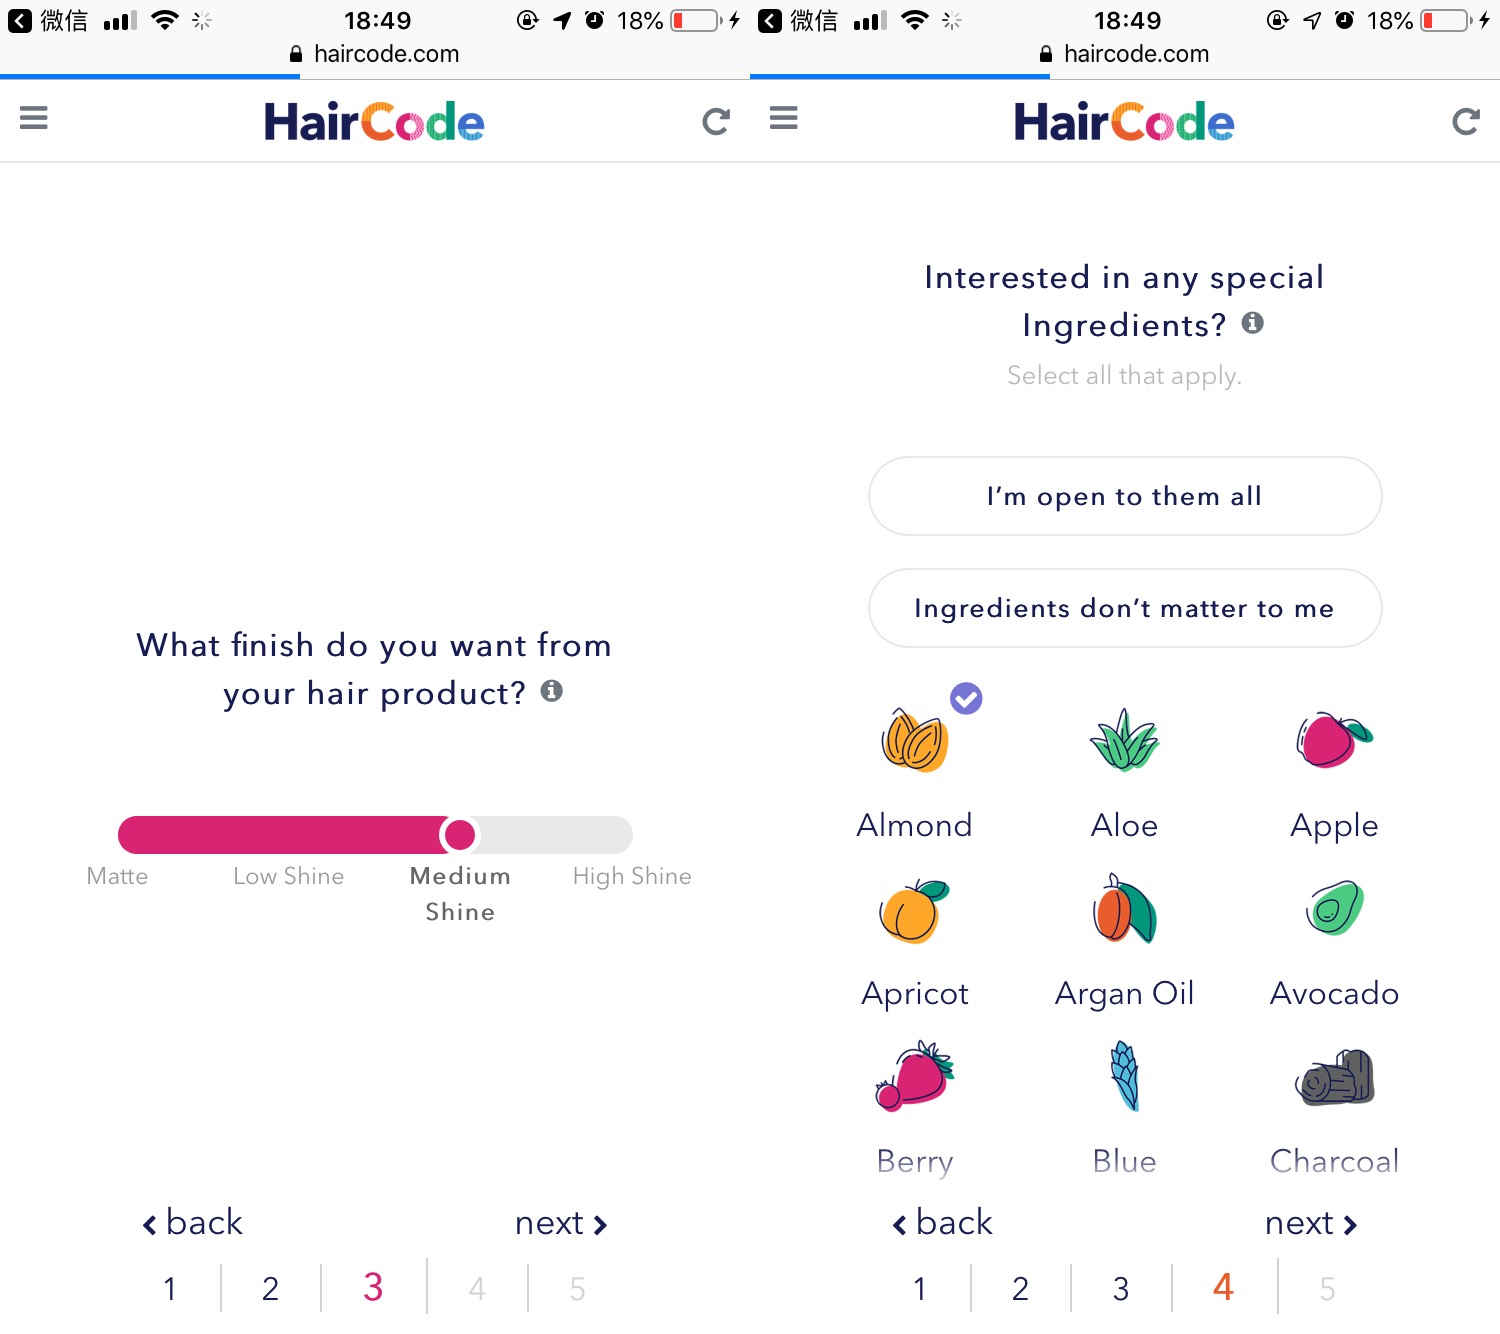 微信
18:49
18%
haircode.com
HairCode
What finish do you want from
your hair product?
Matte
Low Shine
Medium
Shine
High Shine
back
next
1
2
3
4
5
微信
18:49
18%
haircode.com
HairCode
Interested in any special
Ingredients?
Select all that apply.
I’m open to them all
Ingredients don’t matter to me
Almond
Aloe
Apple
Apricot
Argan Oil
Avocado
Berry
Blue
Charcoal
back
next
1
2
3
4
5